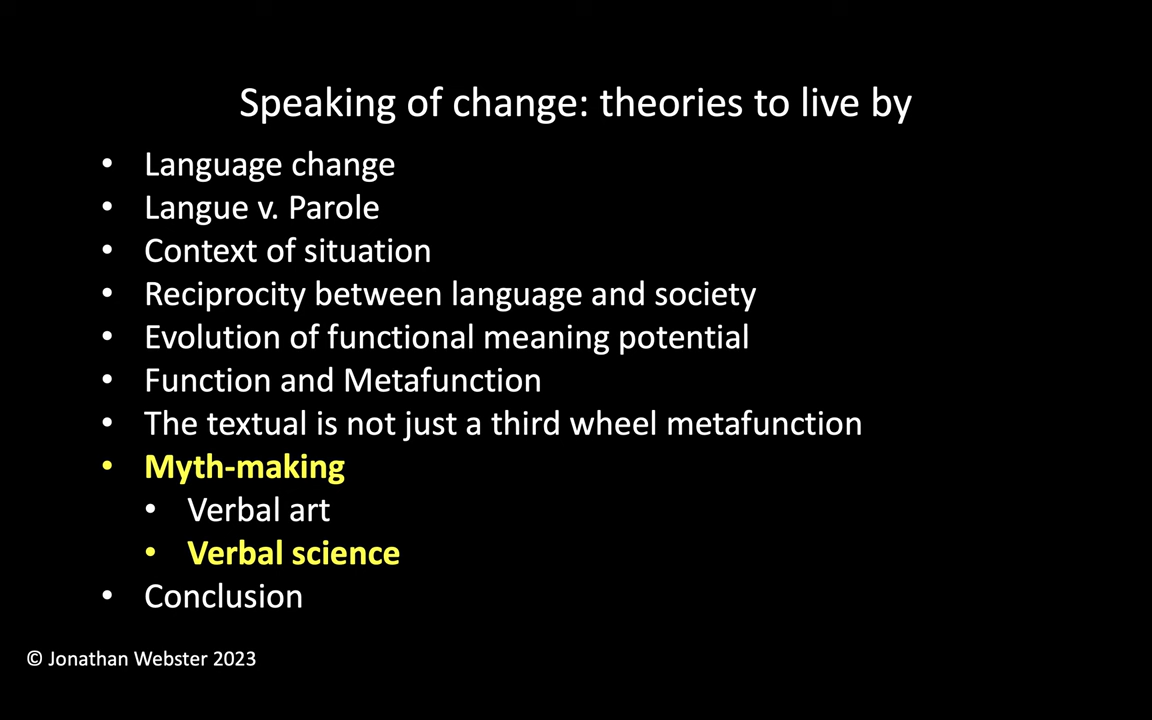 Speaking of change: theories to live by
• Language change
• Langue v. Parole
• Context of situation
• Reciprocity between language and society
• Evolution of functional meaning potential
• Function and Metafunction
• The textual is not just a third wheel metafunction
• Myth-making
• Verbal art
• Verbal science
• Conclusion
© Jonathan Webster 2023